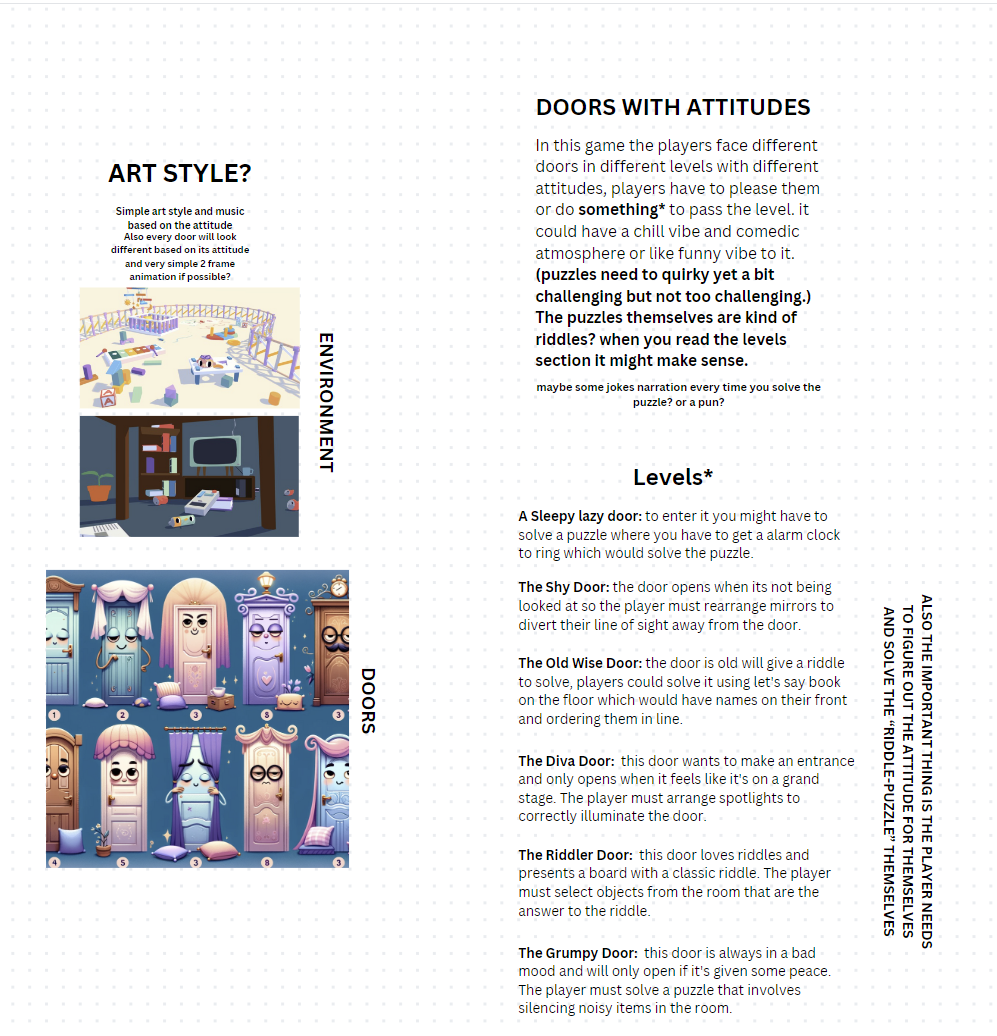 ART STYLE?
Simple art style and music
based on the attitude
Also every door will look
different based on its attitude
and very simple 2 frame
animation if possible?
ENVIRONMENT
DOORS
1
2
3
5
3
4
5
3
8
3
DOORS WITH ATTITUDES
In this game the players face different
doors in different levels with different
attitudes, players have to please them
or do something* to pass the level. it
could have a chill vibe and comedic
atmosphere or like funny vibe to it.
(puzzles need to quirky yet a bit
challenging but not too challenging.)
The puzzles themselves are kind of
riddles? when you read the levels
section it might make sense.
maybe some jokes narration every time you solve the
puzzle? or a pun?
Levels*
A Sleepy lazy door: to enter it you might have to
solve a puzzle where you have to get a alarm clock
to ring which would solve the puzzle.
The Shy Door: the door opens when its not being
looked at so the player must rearrange mirrors to
divert their line of sight away from the door.
The Old Wise Door: the door is old will give a riddle
to solve, players could solve it using let's say book
on the floor which would have names on their front
and ordering them in line.
The Diva Door: this door wants to make an entrance
and only opens when it feels like it's on a grand
stage. The player must arrange spotlights to
correctly illuminate the door.
The Riddler Door: this door loves riddles and
presents a board with a classic riddle. The player
must select objects from the room that are the
answer to the riddle.
The Grumpy Door: this door is always in a bad
mood and will only open if it's given some peace.
The player must solve a puzzle that involves
silencing noisy items in the room.
ALSO THE IMPORTANT THING IS THE PLAYER NEEDS
TO FIGURE OUT THE ATTITUDE FOR THEMSELVES
AND SOLVE THE “RIDDLE-PUZZLE” THEMSELVES